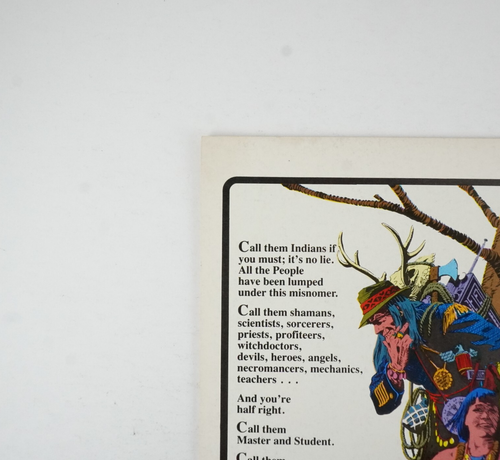 Call them Indians if
you must; it's no lie.
All the People
have been lumped
under this misnomer.
Call them shamans,
scientists, sorcerers,
priests, profiteers,
witchdoctors,
devils, heroes, angels,
necromancers, mechanics,
teachers . . .
And you're
half right.
Call them
Master and Student.
Call them